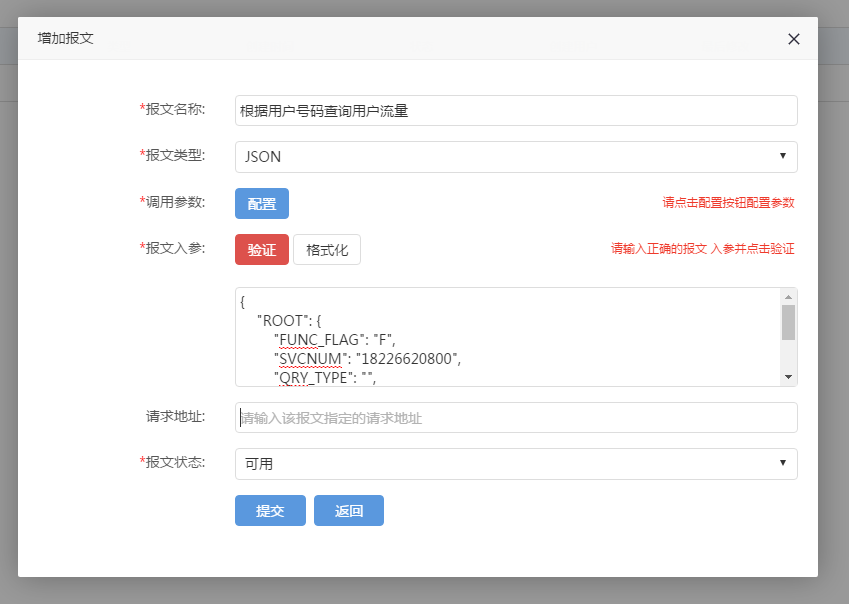 增加报文
*报文名称: 根据用户号码查询用户流量
*报文类型: JSON
*调用参数: 配置 请点击配置按钮配置参数
*报文入参: 验证 格式化 请输入正确的报文 入参并点击验证
{
"ROOT": {
"FUNC_FLAG": "F",
"SVCNUM": "18226620800",
"QRY_TYPE": "",
请求地址: 请输入该报文指定的请求地址
*报文状态: 可用
提交 返回